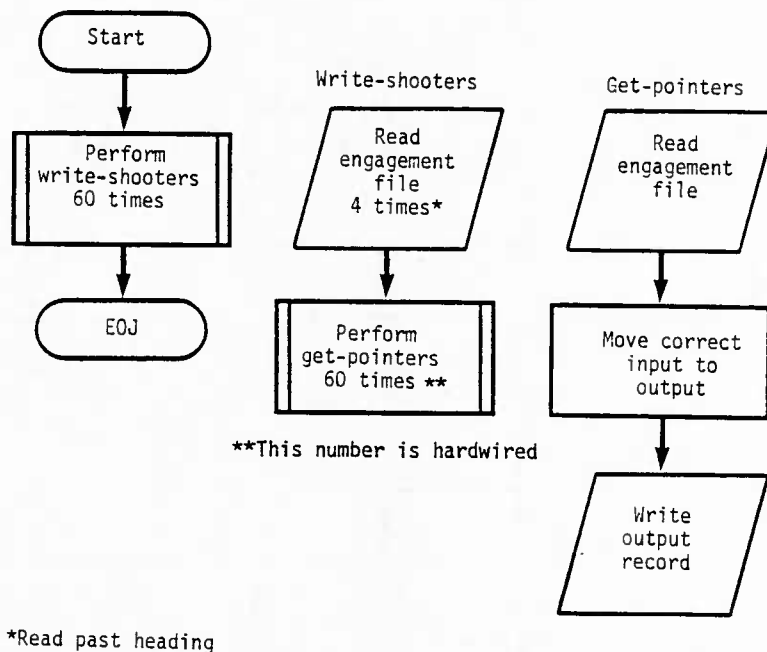 Start
Perform
write-shooters
60 times
EOJ
Write-shooters
Read
engagement
file
4 times*
Perform
get-pointers
60 times **
**This number is hardwired
Get-pointers
Read
engagement
file
Move correct
input to
output
Write
output
record
*Read past heading